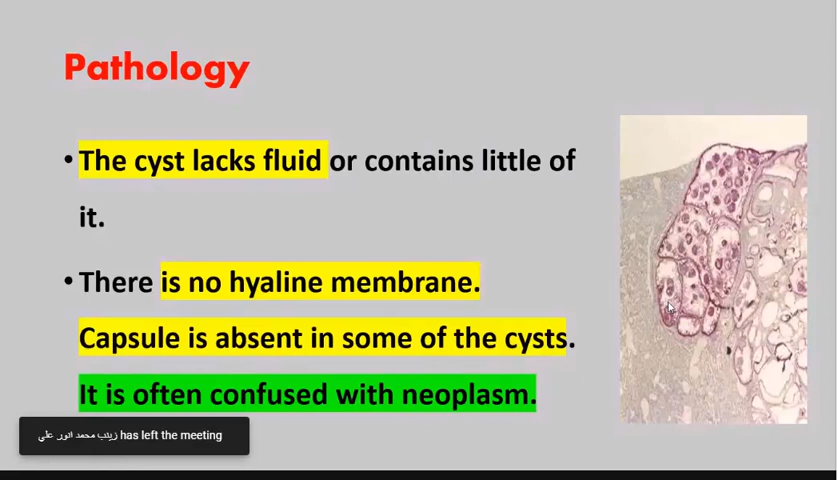 Pathology
• The cyst lacks fluid or contains little of
it.
• There is no hyaline membrane.
Capsule is absent in some of the cysts.
It is often confused with neoplasm.
زينب محمد انور علي has left the meeting